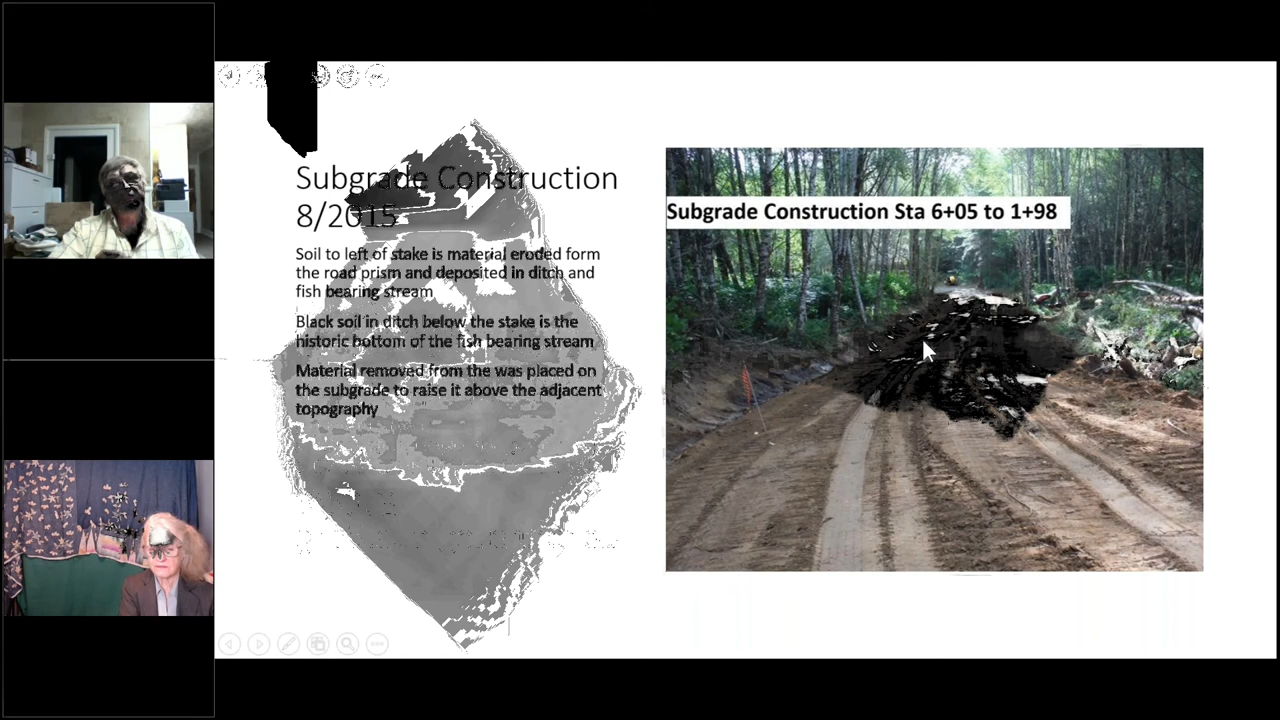 Subgrade Construction
8/2015
Soil to left of stake is material eroded form
the road prism and deposited in ditch and
fish bearing stream
Black soil in ditch below the stake is the
historic bottom of the fish bearing stream
Material removed from the was placed on
the subgrade to raise it above the adjacent
topography
Subgrade Construction Sta 6+05 to 1+98